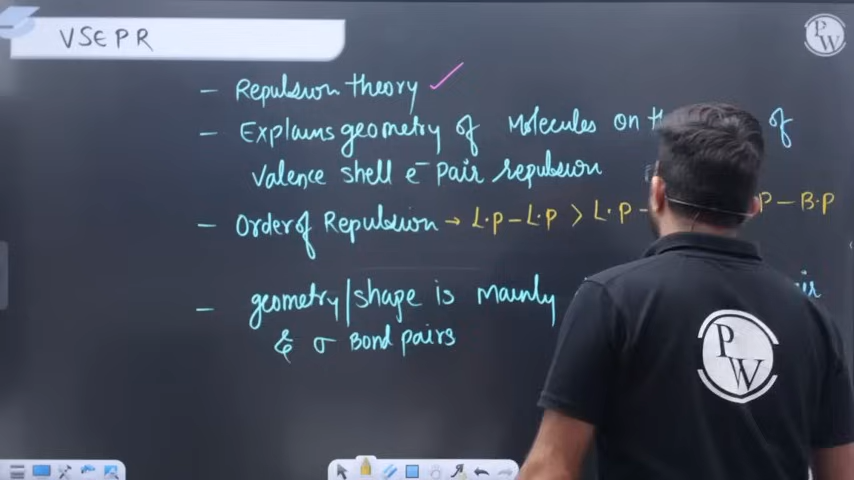 VSEPR
PW
- Repulsion theory ✓
- Explains geometry of Molecules on of
valence shell e⁻ pair repulsion
- Order of Repulsion → L.P - L.P > L.P - P - B.P
- geometry/shape is Mainly
& σ Bond pairs
PW